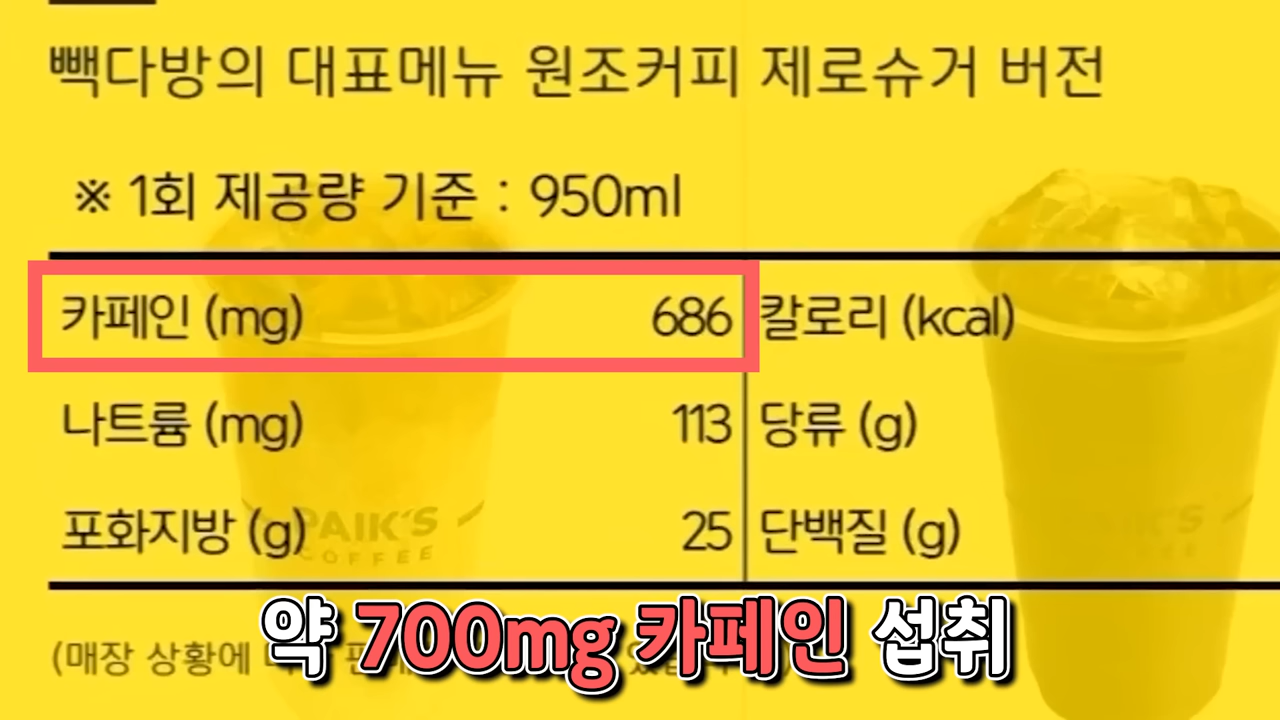 빽다방의 대표메뉴 원조커피 제로슈거 버전
※ 1회 제공량 기준 : 950ml
카페인 (mg) 686 칼로리 (kcal)
나트륨 (mg) 113 당류 (g)
포화지방 (g) 25 단백질 (g)
PAIK'S
COFFEE
PAIK'S
(매장 상황에
약 700mg 카페인 섭취